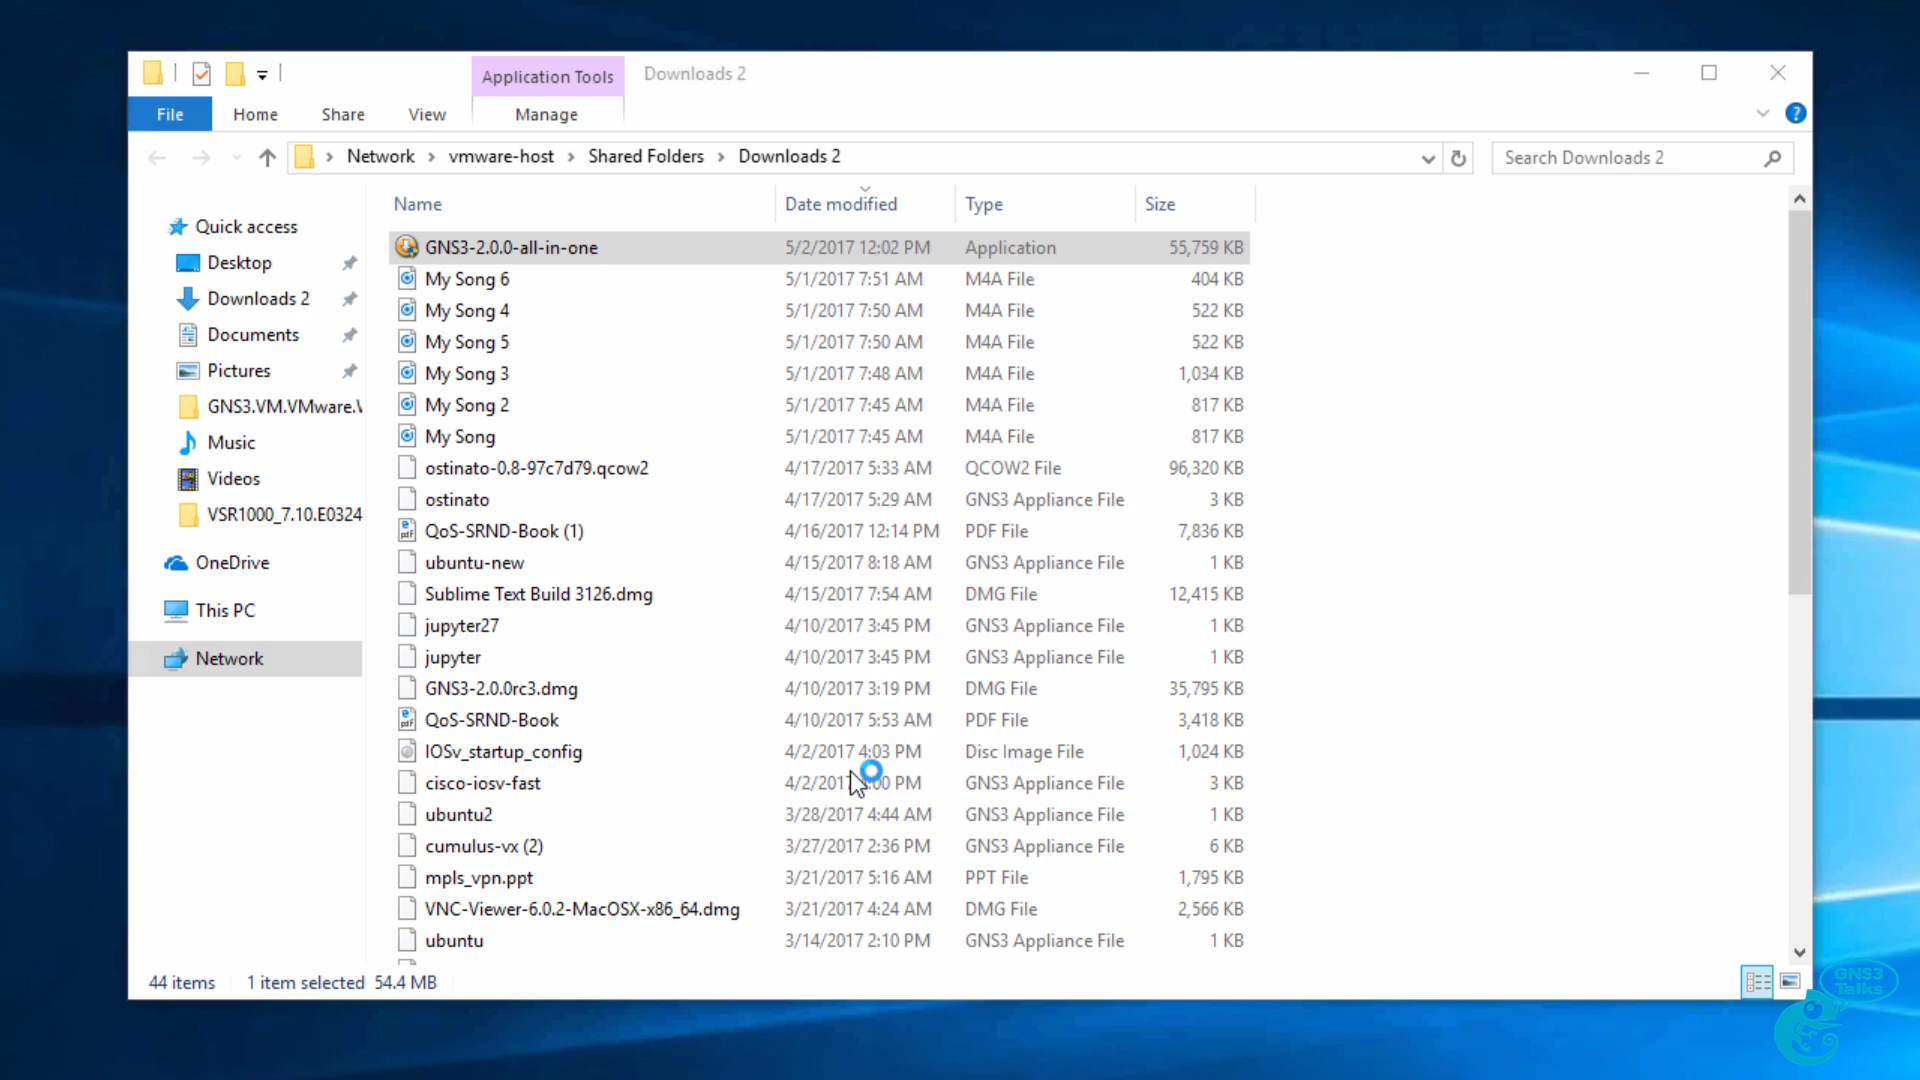 Application Tools Downloads 2
File Home Share View Manage
Network vmware-host Shared Folders Downloads 2 Search Downloads 2
Name Date modified Type Size
Quick access
Desktop
Downloads 2
Documents
Pictures
GNS3.VM.VMware.V
Music
Videos
VSR1000_7.10.E0324
OneDrive
This PC
Network
GNS3-2.0.0-all-in-one 5/2/2017 12:02 PM Application 55,759 KB
My Song 6 5/1/2017 7:51 AM M4A File 404 KB
My Song 4 5/1/2017 7:50 AM M4A File 522 KB
My Song 5 5/1/2017 7:50 AM M4A File 522 KB
My Song 3 5/1/2017 7:48 AM M4A File 1,034 KB
My Song 2 5/1/2017 7:45 AM M4A File 817 KB
My Song 5/1/2017 7:45 AM M4A File 817 KB
ostinato-0.8-97c7d79.qcow2 4/17/2017 5:33 AM QCOW2 File 96,320 KB
ostinato 4/17/2017 5:29 AM GNS3 Appliance File 3 KB
QoS-SRND-Book (1) 4/16/2017 12:14 PM PDF File 7,836 KB
ubuntu-new 4/15/2017 8:18 AM GNS3 Appliance File 1 KB
Sublime Text Build 3126.dmg 4/15/2017 7:54 AM DMG File 12,415 KB
jupyter27 4/10/2017 3:45 PM GNS3 Appliance File 1 KB
jupyter 4/10/2017 3:45 PM GNS3 Appliance File 1 KB
GNS3-2.0.0rc3.dmg 4/10/2017 3:19 PM DMG File 35,795 KB
QoS-SRND-Book 4/10/2017 5:53 AM PDF File 3,418 KB
IOSv_startup_config 4/2/2017 4:03 PM Disc Image File 1,024 KB
cisco-iosv-fast PM GNS3 Appliance File 3 KB
ubuntu2 3/28/2017 4:44 AM GNS3 Appliance File 1 KB
cumulus-vx (2) 3/27/2017 2:36 PM GNS3 Appliance File 6 KB
mpls_vpn.ppt 3/21/2017 5:16 AM PPT File 1,795 KB
VNC-Viewer-6.0.2-MacOSX-x86_64.dmg 3/21/2017 4:24 AM DMG File 2,566 KB
ubuntu 3/14/2017 2:10 PM GNS3 Appliance File 1 KB
44 items 1 item selected 54.4 MB
GNS3
Talks